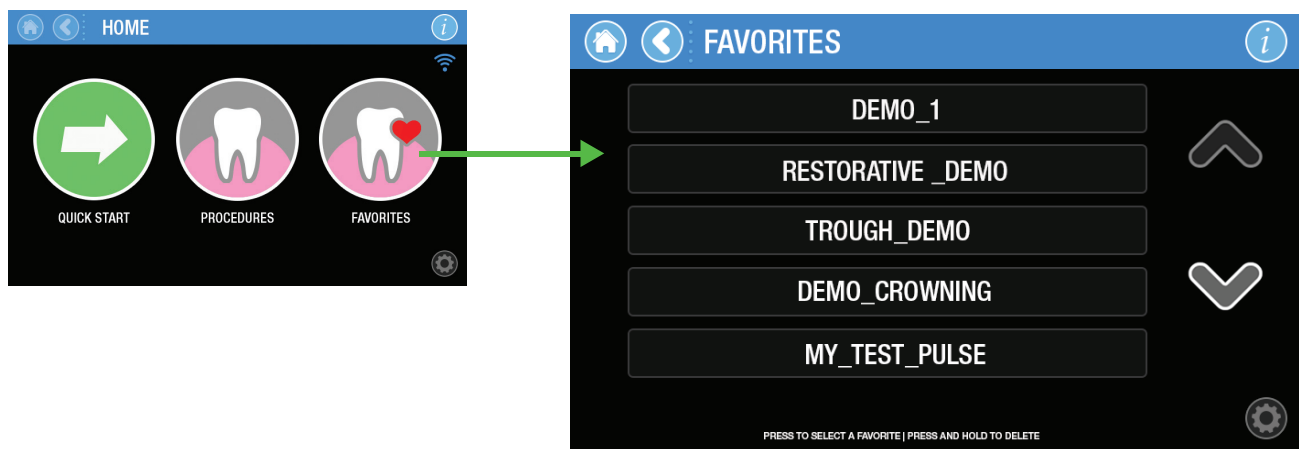 HOME
i
QUICK START
PROCEDURES
FAVORITES
FAVORITES
i
DEMO_1
RESTORATIVE _DEMO
TROUGH_DEMO
DEMO_CROWNING
MY_TEST_PULSE
PRESS TO SELECT A FAVORITE | PRESS AND HOLD TO DELETE